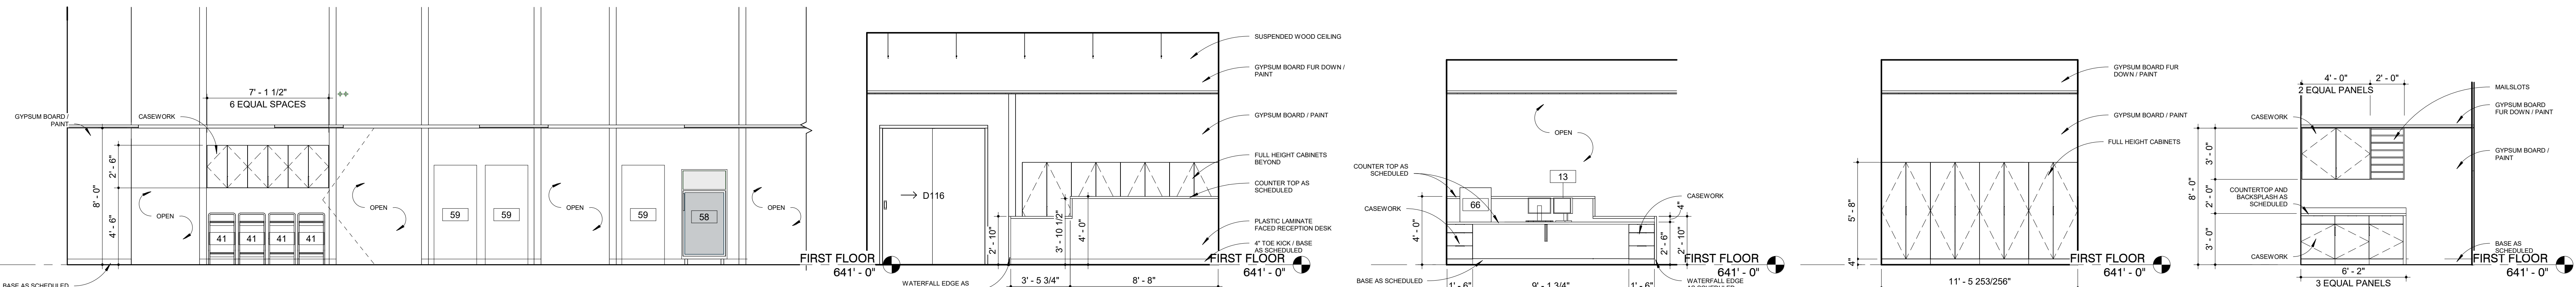 7' - 1 1/2"
6 EQUAL SPACES
GYPSUM BOARD /
PAINT
CASEWORK
2' - 6"
8' - 0"
4' - 6"
OPEN
OPEN
OPEN
OPEN
41
41
41
41
59
59
59
58
BASE AS SCHEDULED
FIRST FLOOR
641' - 0"
SUSPENDED WOOD CEILING
GYPSUM BOARD FUR DOWN /
PAINT
GYPSUM BOARD / PAINT
FULL HEIGHT CABINETS
BEYOND
COUNTER TOP AS
SCHEDULED
PLASTIC LAMINATE
FACED RECEPTION DESK
4" TOE KICK / BASE
AS SCHEDULED
D116
2' - 10"
3' - 10 1/2"
4' - 0"
WATERFALL EDGE AS
3' - 5 3/4"
8' - 8"
FIRST FLOOR
641' - 0"
OPEN
COUNTER TOP AS
SCHEDULED
13
66
CASEWORK
CASEWORK
4' - 0"
4"
2' - 6"
2' - 10"
BASE AS SCHEDULED
1' - 6"
9' - 1 3/4"
1' - 6"
WATERFALL EDGE
AS SCHEDULED
FIRST FLOOR
641' - 0"
GYPSUM BOARD FUR
DOWN / PAINT
GYPSUM BOARD / PAINT
FULL HEIGHT CABINETS
5' - 8"
4"
11' - 5 253/256"
FIRST FLOOR
641' - 0"
4' - 0"
2' - 0"
2 EQUAL PANELS
MAILSLOTS
GYPSUM BOARD
FUR DOWN / PAINT
CASEWORK
GYPSUM BOARD /
PAINT
3' - 0"
8' - 0"
2' - 0"
COUNTERTOP AND
BACKSPLASH AS
SCHEDULED
3' - 0"
CASEWORK
BASE AS
SCHEDULED
6' - 2"
3 EQUAL PANELS
FIRST FLOOR
641' - 0"